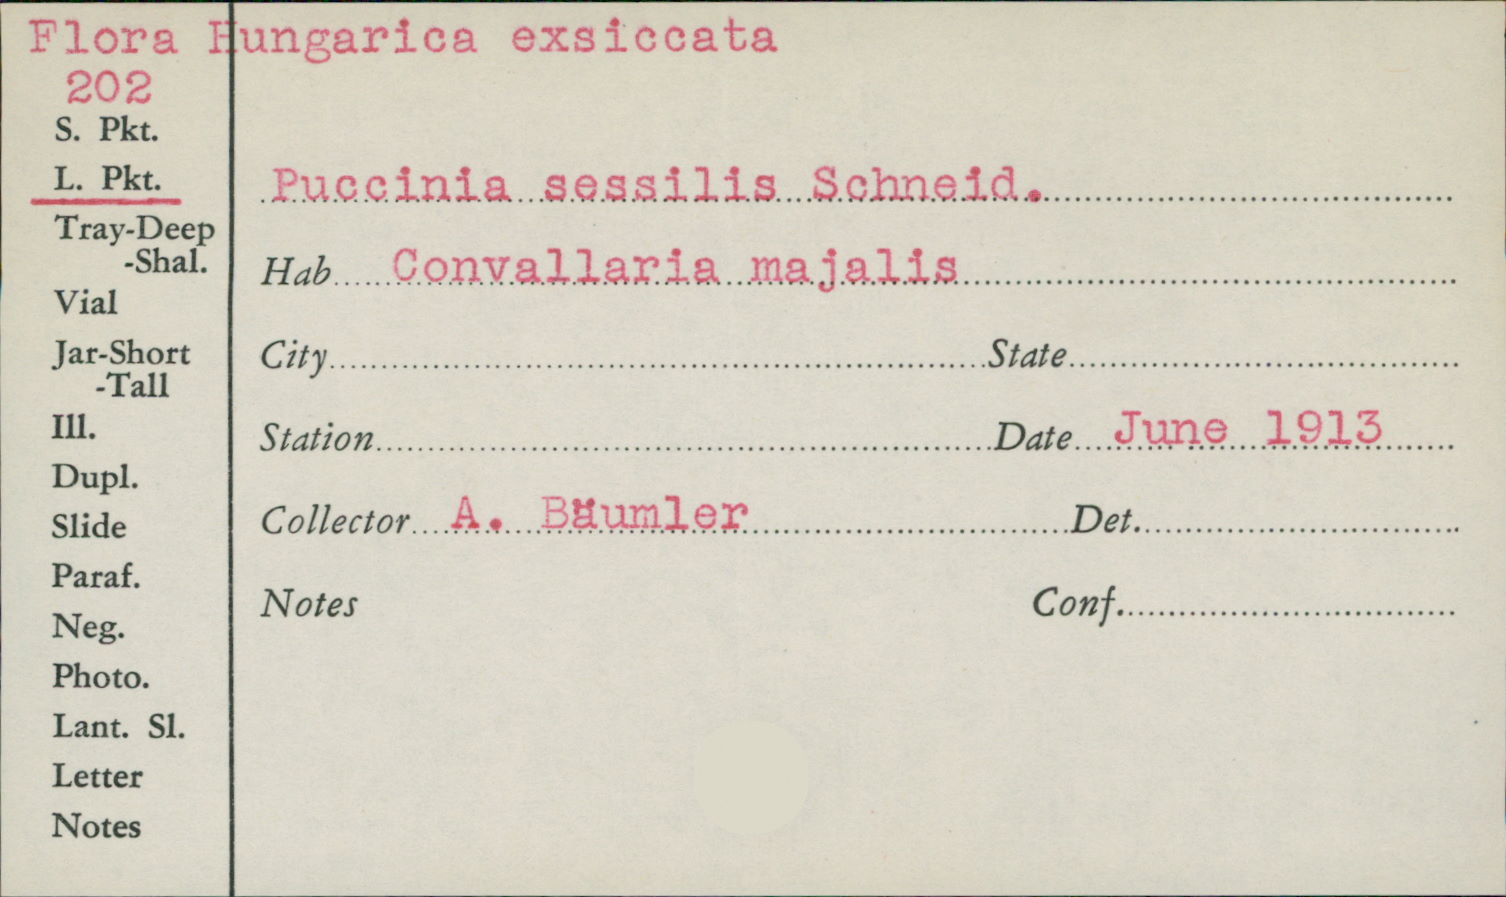 Flora Hungarica exsiccata
202
S. Pkt.
L. Pkt.
Tray-Deep
-Shal.
Vial
Jar-Short
-Tall
Ill.
Dupl.
Slide
Paraf.
Neg.
Photo.
Lant. Sl.
Letter
Notes
Puccinia sessilis Schneid.
Hab Convallaria majalis
City State
Station Date June 1913
Collector A. Bäumler Det.
Notes Conf.